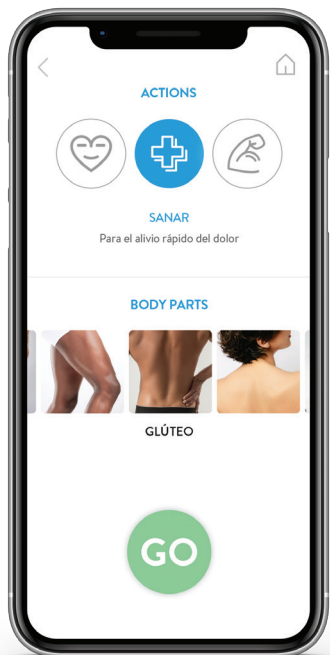 ACTIONS
SANAR
Para el alivio rápido del dolor
BODY PARTS
GLÚTEO
GO